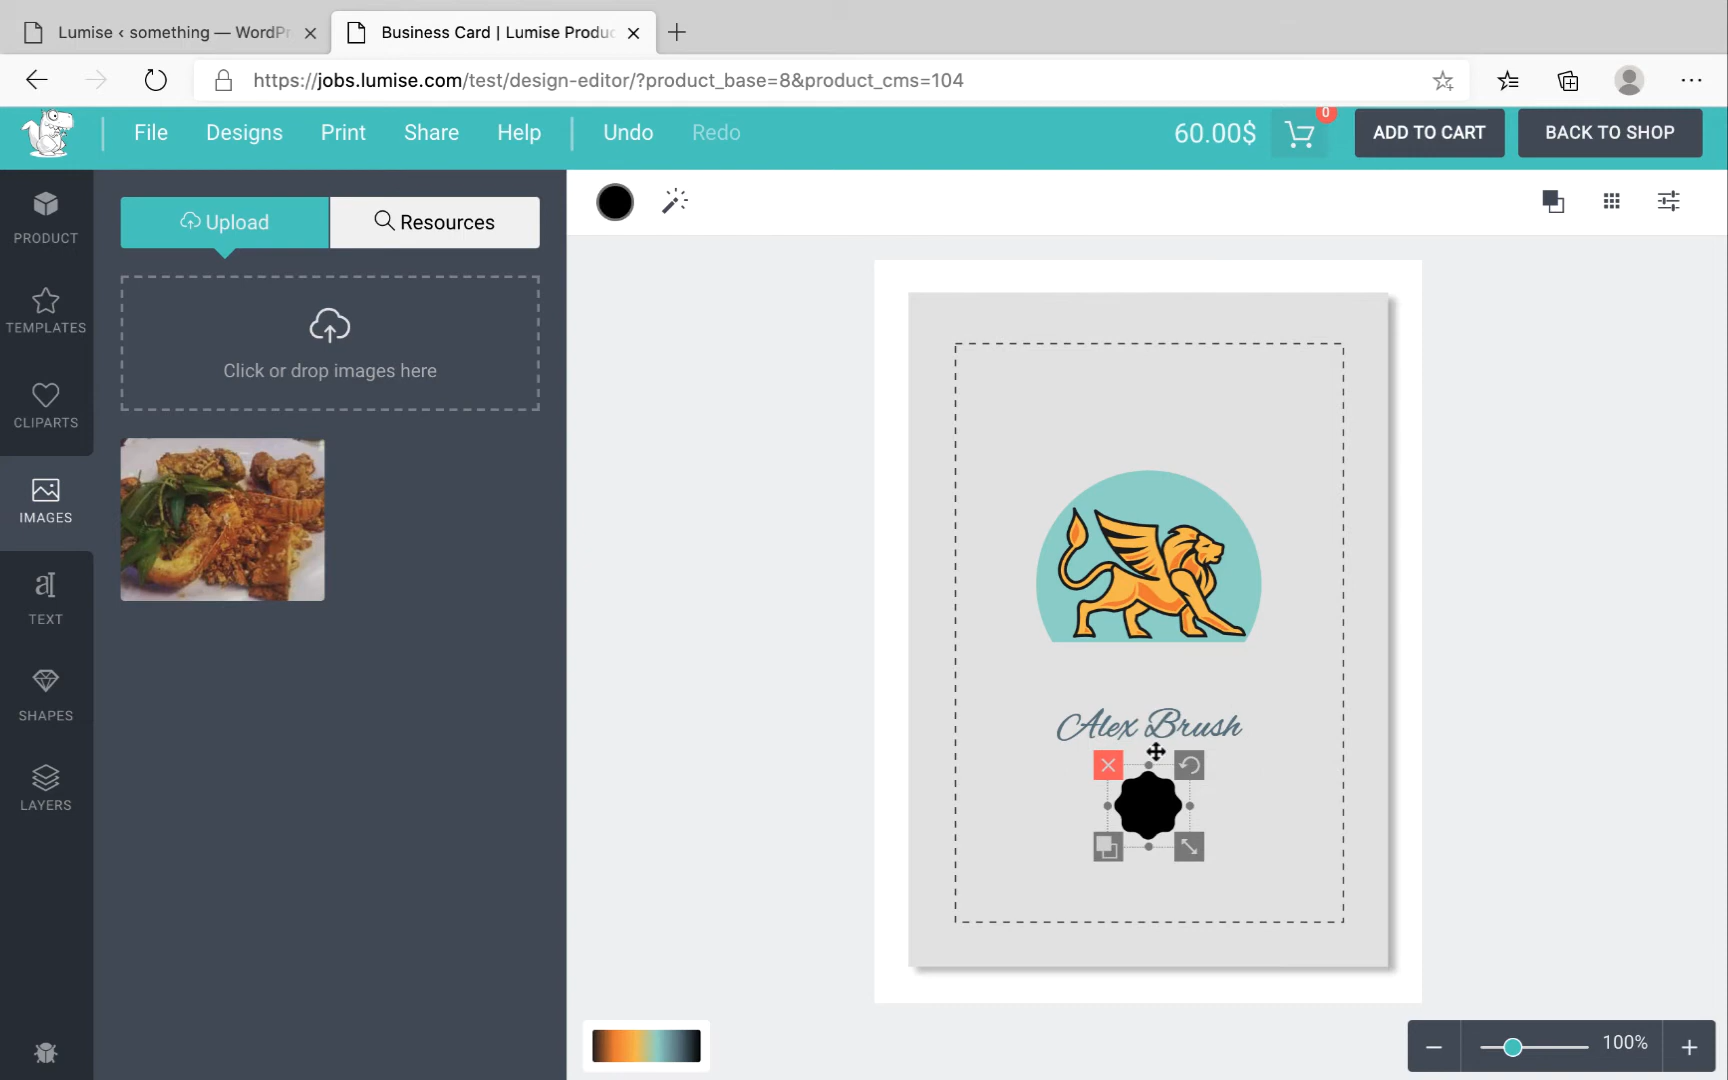 Lumise ‹ something — WordPr
Business Card | Lumise Produc
https://jobs.lumise.com/test/design-editor/?product_base=8&product_cms=104
File
Designs
Print
Share
Help
Undo
Redo
60.00$
0
ADD TO CART
BACK TO SHOP
PRODUCT
TEMPLATES
CLIPARTS
IMAGES
TEXT
SHAPES
LAYERS
Upload
Resources
Click or drop images here
Alex Brush
100%